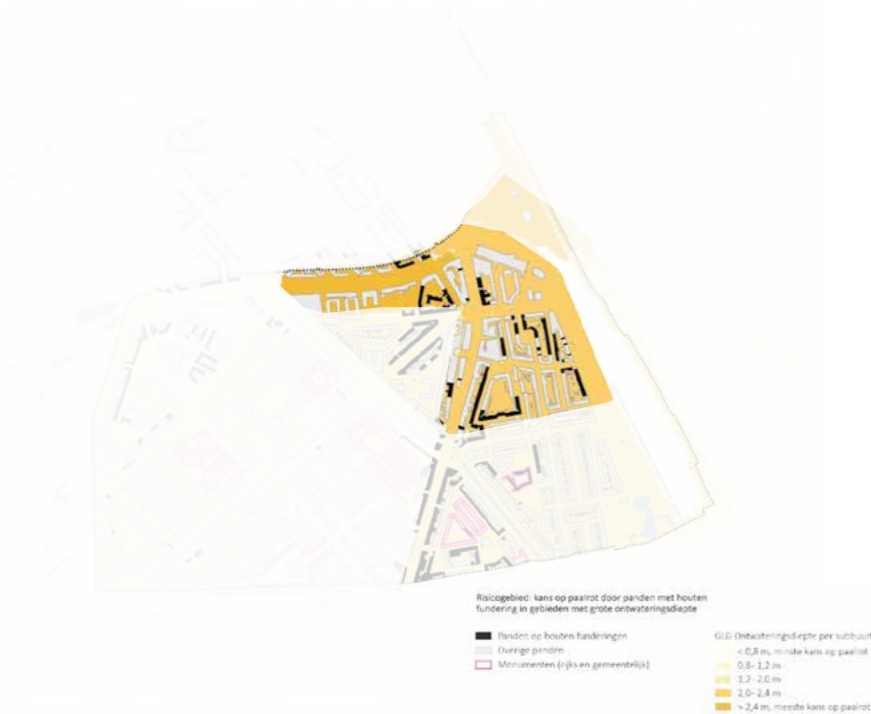 Risicogebied: kans op paalrot door panden met houten
fundering in gebieden met grote ontwateringsdiepte
Panden op houten funderingen
Overige panden
Monumenten (rijks en gemeentelijk)
GLG Ontwateringsdiepte per subbuurt
< 0,8 m, minste kans op paalrot
0,8- 1,2 m
1,2- 2,0 m
2,0- 2,4 m
> 2,4 m, meeste kans op paalrot